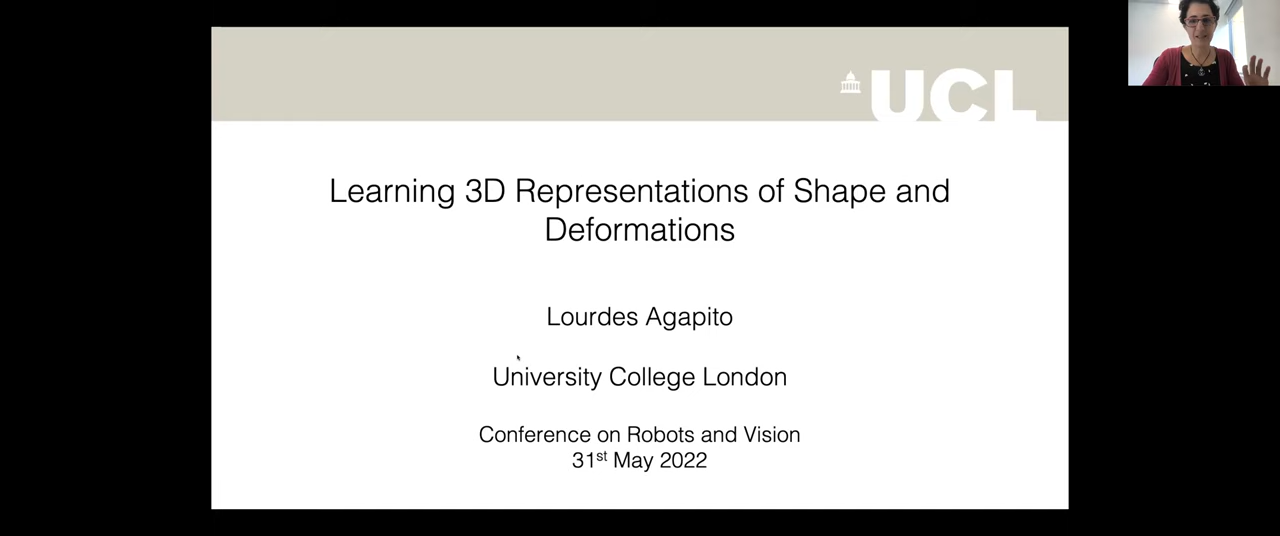 UCL
Learning 3D Representations of Shape and
Deformations
Lourdes Agapito
University College London
Conference on Robots and Vision
31st May 2022